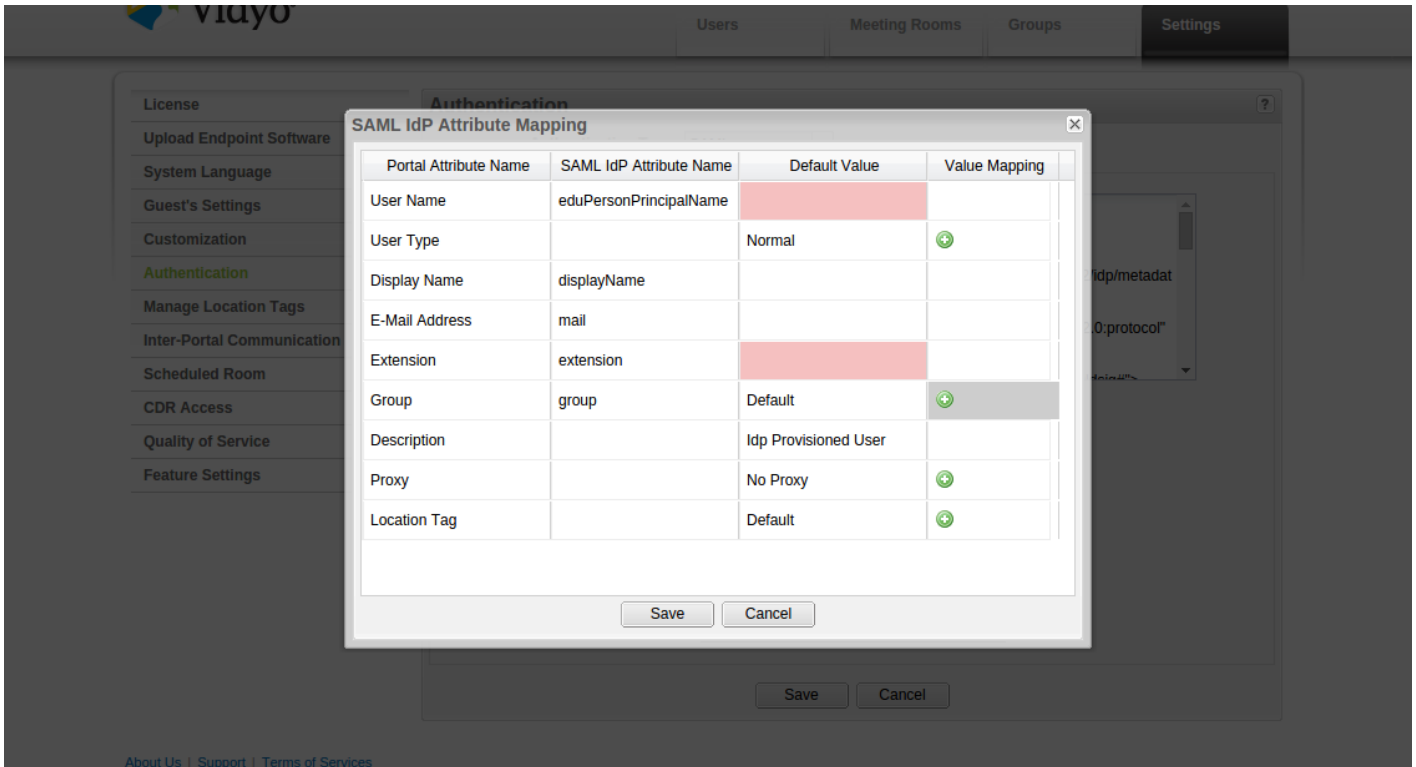 Vidyo
Users Meeting Rooms Groups Settings
License
Upload Endpoint Software
System Language
Guest's Settings
Customization
Authentication
Manage Location Tags
Inter-Portal Communication
Scheduled Room
CDR Access
Quality of Service
Feature Settings
Authentication ?
SAML IdP Attribute Mapping
Portal Attribute Name SAML IdP Attribute Name Default Value Value Mapping
User Name eduPersonPrincipalName
User Type Normal
Display Name displayName
E-Mail Address mail
Extension extension
Group group Default
Description Idp Provisioned User
Proxy No Proxy
Location Tag Default
Save Cancel
/idp/metadat
.0:protocol"
Save Cancel
About Us | Support | Terms of Services